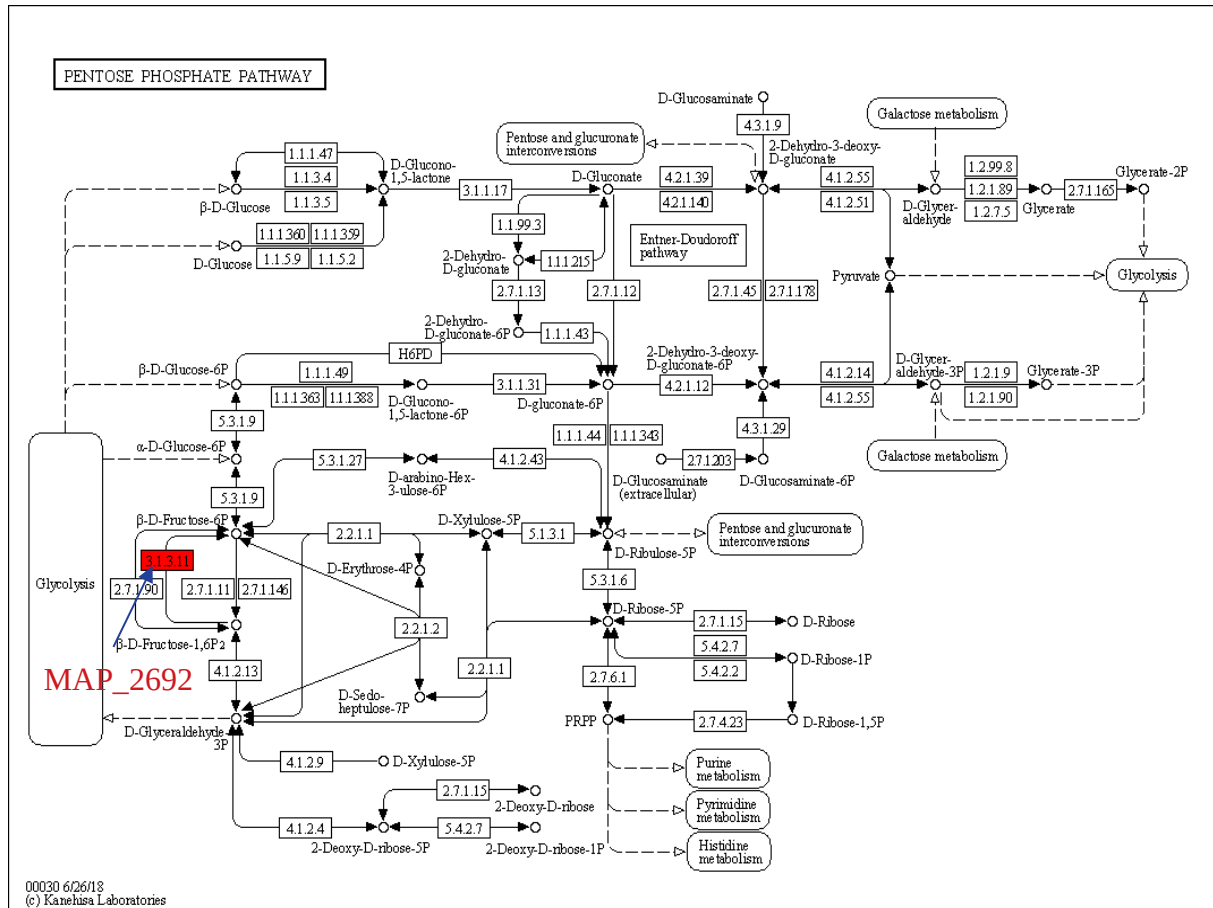 PENTOSE PHOSPHATE PATHWAY
D-Glucosaminate
4.3.1.9
Galactose metabolism
Pentose and glucuronate
interconversions
2-Dehydro-3-deoxy-
D-gluconate
1.1.1.47
D-Glucono-
1,5-lactone
1.1.3.4
1.1.3.5
β-D-Glucose
3.1.1.17
D-Gluconate
4.2.1.39
4.2.1.140
4.1.2.55
4.1.2.51
1.2.99.8
1.2.1.89
1.2.7.5
D-Glycer-
aldehyde
Glycerate
2.7.1.165
Glycerate-2P
1.1.1.360
1.1.1.359
1.1.5.9
1.1.5.2
D-Glucose
1.1.99.3
1.1.1.215
2-Dehydro-
D-gluconate
Entner-Doudoroff
pathway
Pyruvate
Glycolysis
2.7.1.13
2.7.1.12
2.7.1.45
2.7.1.178
2-Dehydro-
D-gluconate-6P
1.1.1.43
H6PD
β-D-Glucose-6P
1.1.1.49
1.1.1.363
1.1.1.388
D-Glucono-
1,5-lactone-6P
3.1.1.31
D-gluconate-6P
2-Dehydro-3-deoxy-
D-gluconate-6P
4.2.1.12
4.1.2.14
4.1.2.55
D-Glycer-
aldehyde-3P
1.2.1.9
1.2.1.90
Glycerate-3P
5.3.1.9
1.1.1.44
1.1.1.343
4.3.1.29
α-D-Glucose-6P
5.3.1.27
D-arabino-Hex-
3-ulose-6P
4.1.2.43
D-Glucosaminate
(extracellular)
2.7.1.203
D-Glucosaminate-6P
Galactose metabolism
5.3.1.9
β-D-Fructose-6P
2.2.1.1
D-Xylulose-5P
5.1.3.1
D-Ribulose-5P
Pentose and glucuronate
interconversions
3.1.3.11
Glycolysis
2.7.1.90
2.7.1.11
2.7.1.146
D-Erythrose-4P
5.3.1.6
β-D-Fructose-1,6P2
2.2.1.2
D-Ribose-5P
2.7.1.15
D-Ribose
5.4.2.7
5.4.2.2
D-Ribose-1P
MAP_2692
4.1.2.13
2.2.1.1
2.7.6.1
D-Sedo-
heptulose-7P
D-Glyceraldehyde-
3P
PRPP
2.7.4.23
D-Ribose-1,5P
4.1.2.9
D-Xylulose-5P
Purine
metabolism
2.7.1.15
2-Deoxy-D-ribose
Pyrimidine
metabolism
4.1.2.4
2-Deoxy-D-ribose-5P
5.4.2.7
2-Deoxy-D-ribose-1P
Histidine
metabolism
00030 6/26/18
(c) Kanehisa Laboratories